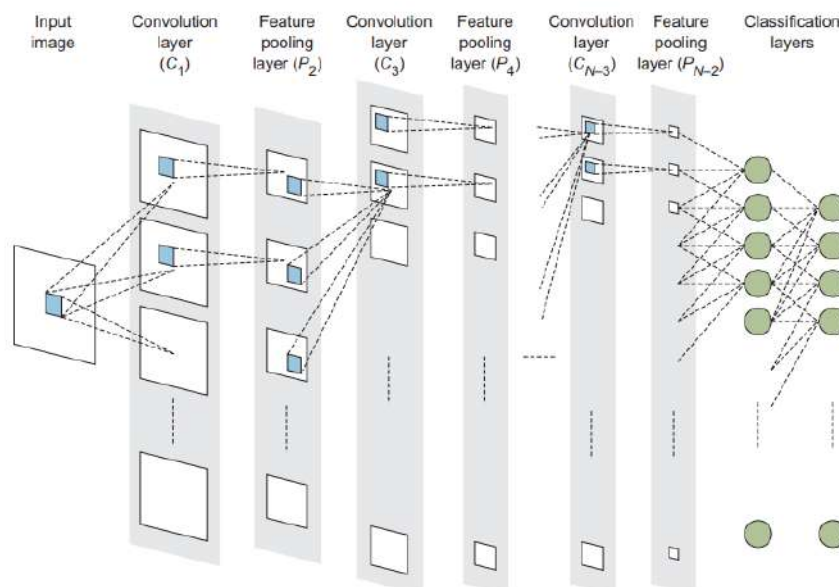 Input
image
Convolution
layer
(C1)
Feature
pooling
layer (P2)
Convolution
layer
(C3)
Feature
pooling
layer (P4)
Convolution
layer
(CN–3)
Feature
pooling
layer (PN–2)
Classification
layers